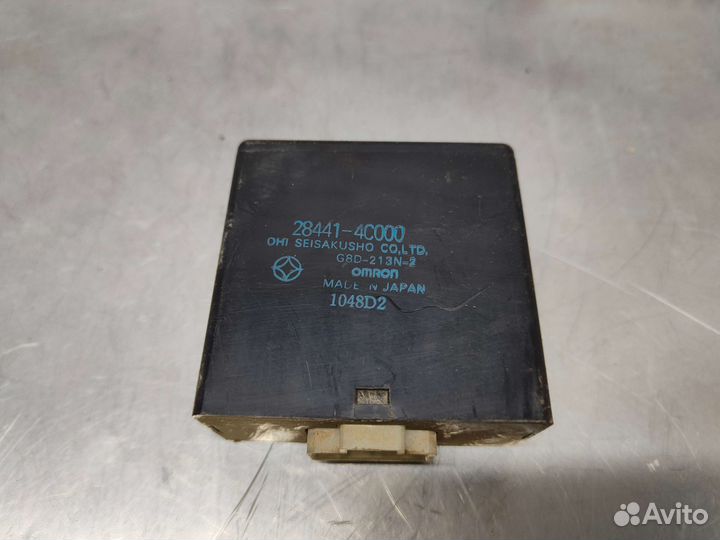 28441-4C000
OHI SEISAKUSHO CO,LTD,
G8D-213N-2
OMRON
MADE IN JAPAN
1048D2
Avito